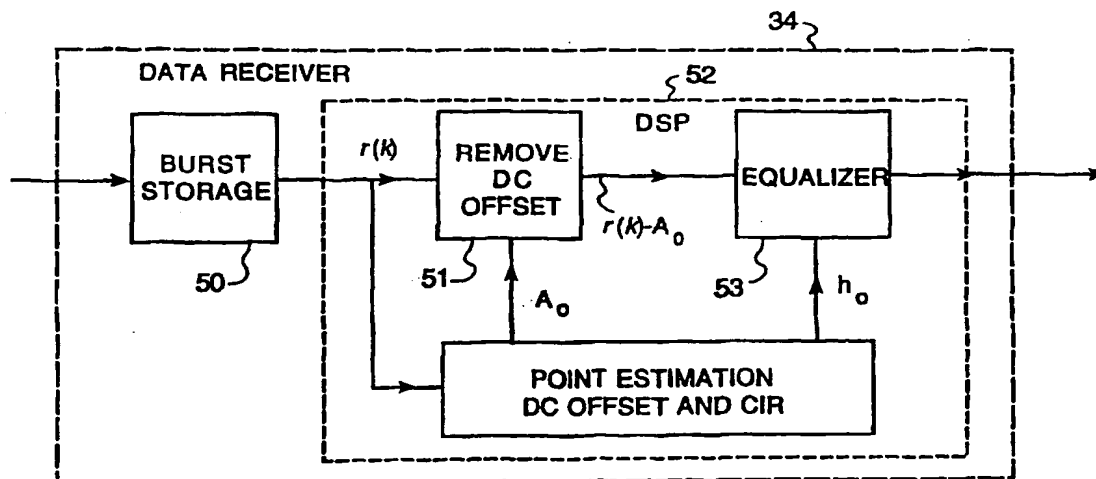 34
DATA RECEIVER
52
DSP
BURST
STORAGE
r(k)
REMOVE
DC
OFFSET
EQUALIZER
r(k)-A₀
50
51
53
A₀
h₀
POINT ESTIMATION
DC OFFSET AND CIR